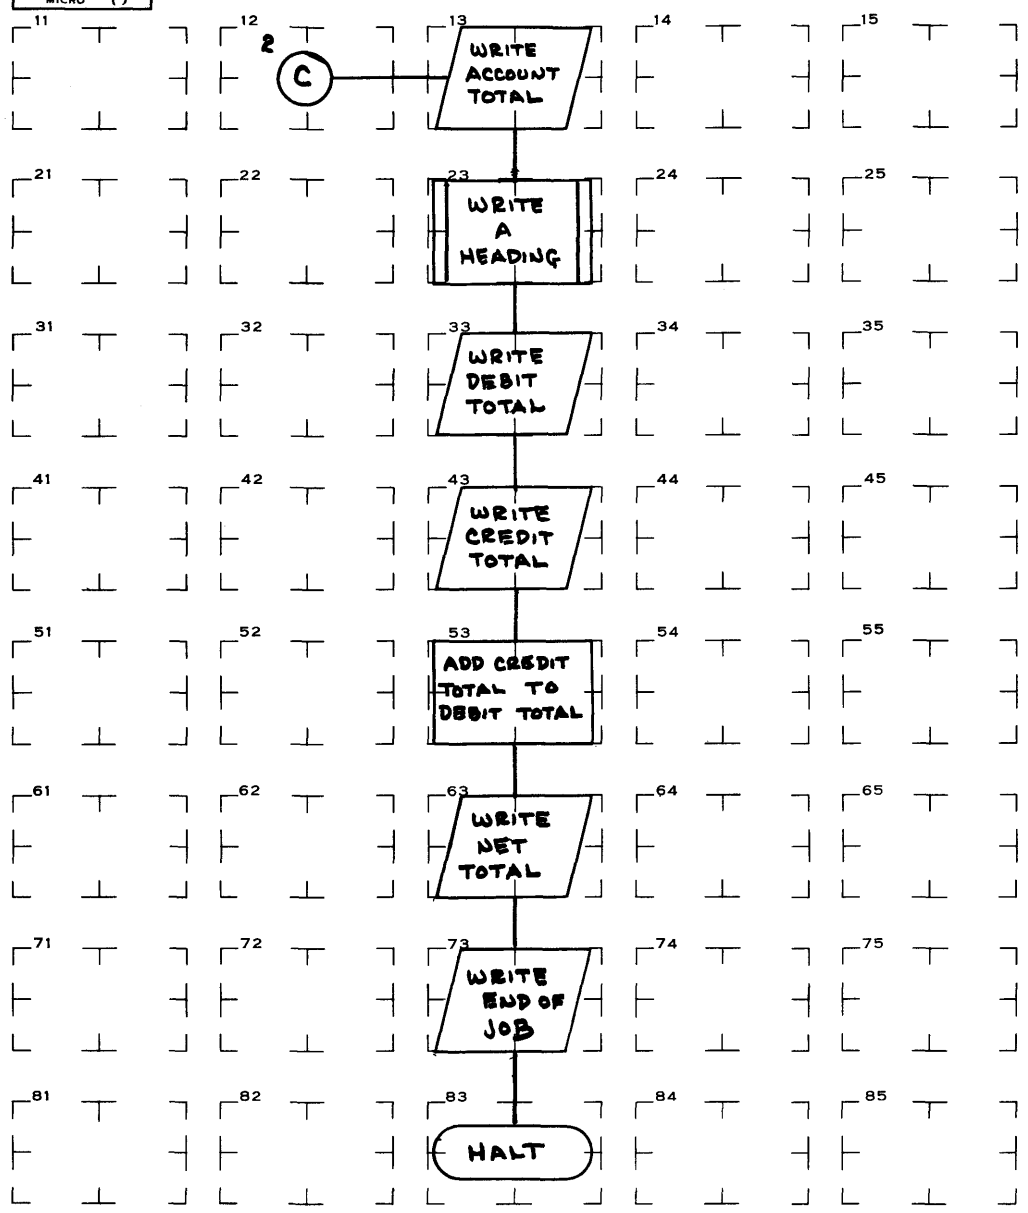 MICRO ( )
11 12 13 14 15
2
C
WRITE
ACCOUNT
TOTAL
21 22 23 24 25
WRITE
A
HEADING
31 32 33 34 35
WRITE
DEBIT
TOTAL
41 42 43 44 45
WRITE
CREDIT
TOTAL
51 52 53 54 55
ADD CREDIT
TOTAL TO
DEBIT TOTAL
61 62 63 64 65
WRITE
NET
TOTAL
71 72 73 74 75
WRITE
END OF
JOB
81 82 83 84 85
HALT